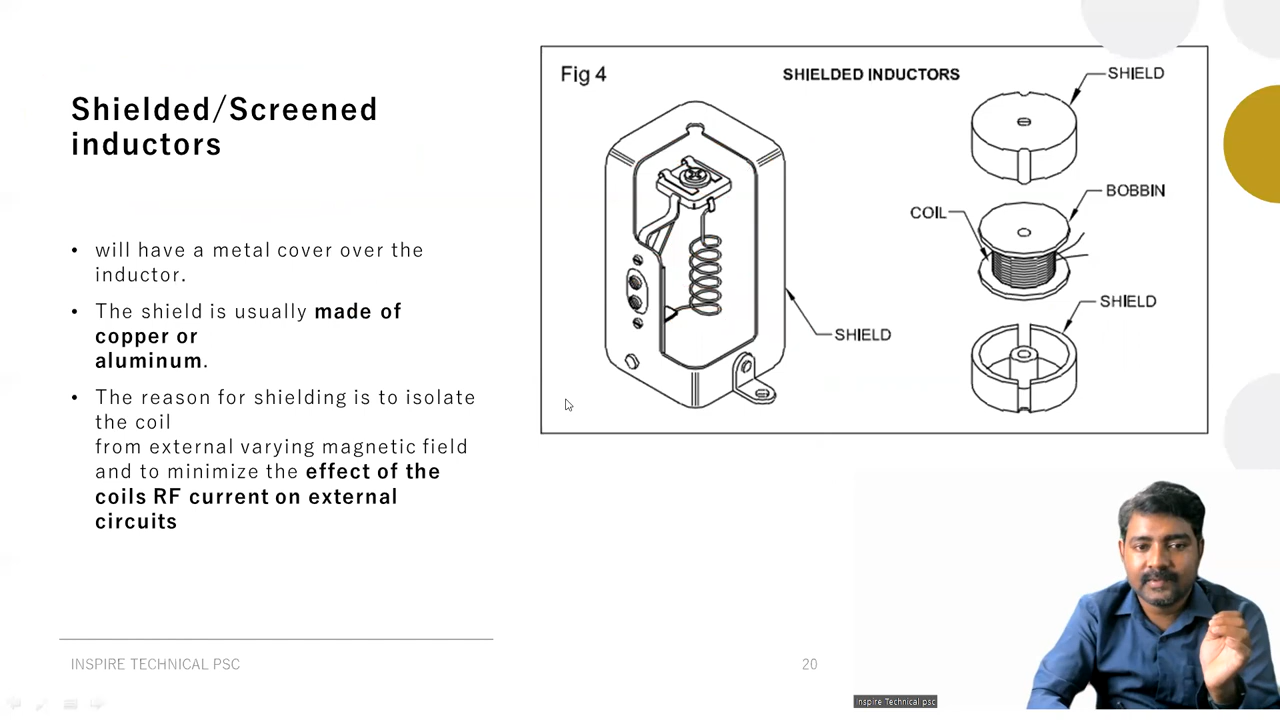 Shielded/Screened
inductors
• will have a metal cover over the
inductor.
• The shield is usually made of
copper or
aluminum.
• The reason for shielding is to isolate
the coil
from external varying magnetic field
and to minimize the effect of the
coils RF current on external
circuits
Fig 4
SHIELDED INDUCTORS
SHIELD
BOBBIN
COIL
SHIELD
SHIELD
INSPIRE TECHNICAL PSC
20
Inspire Technical psc